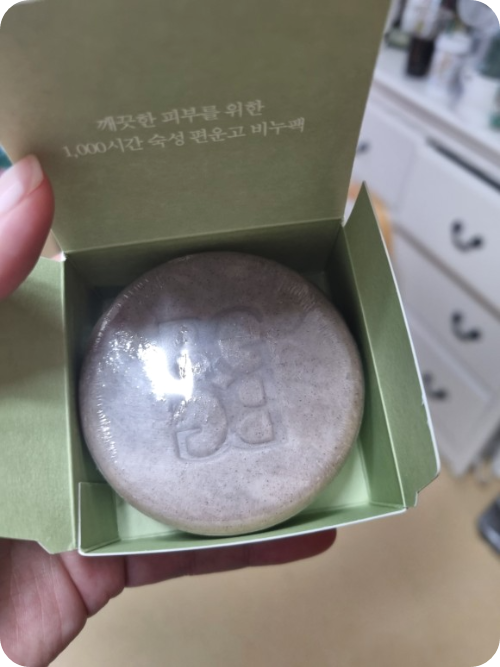 깨끗한 피부를 위한
1,000시간 숙성 편운고 비누팩